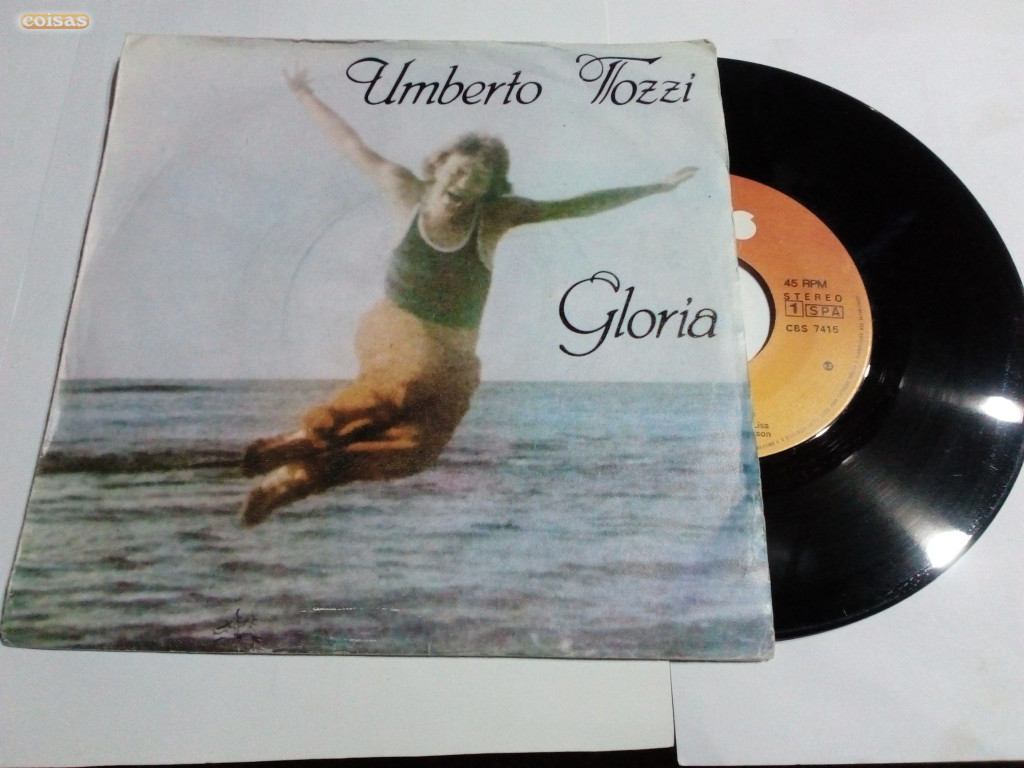 coisas
Umberto Tozzi
Gloria
45 RPM
STEREO
1 SPA
CBS 7415